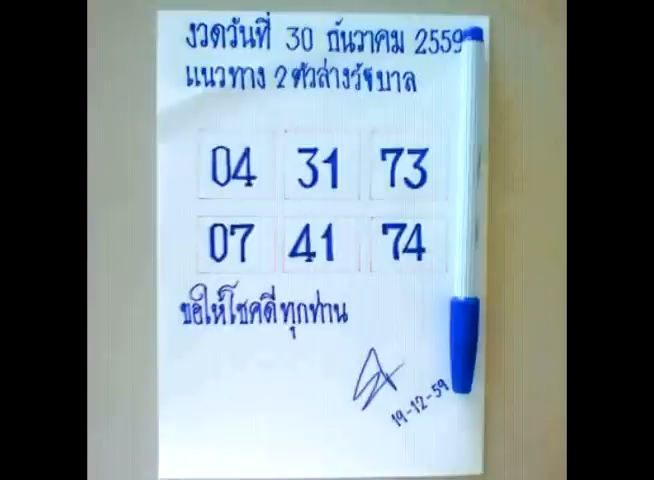 งวดวันที่ 30 ธันวาคม 2559
แนวทาง 2 ตัวล่างรัฐบาล
04 31 73
07 41 74
ขอให้โชคดีทุกท่าน
19-12-59